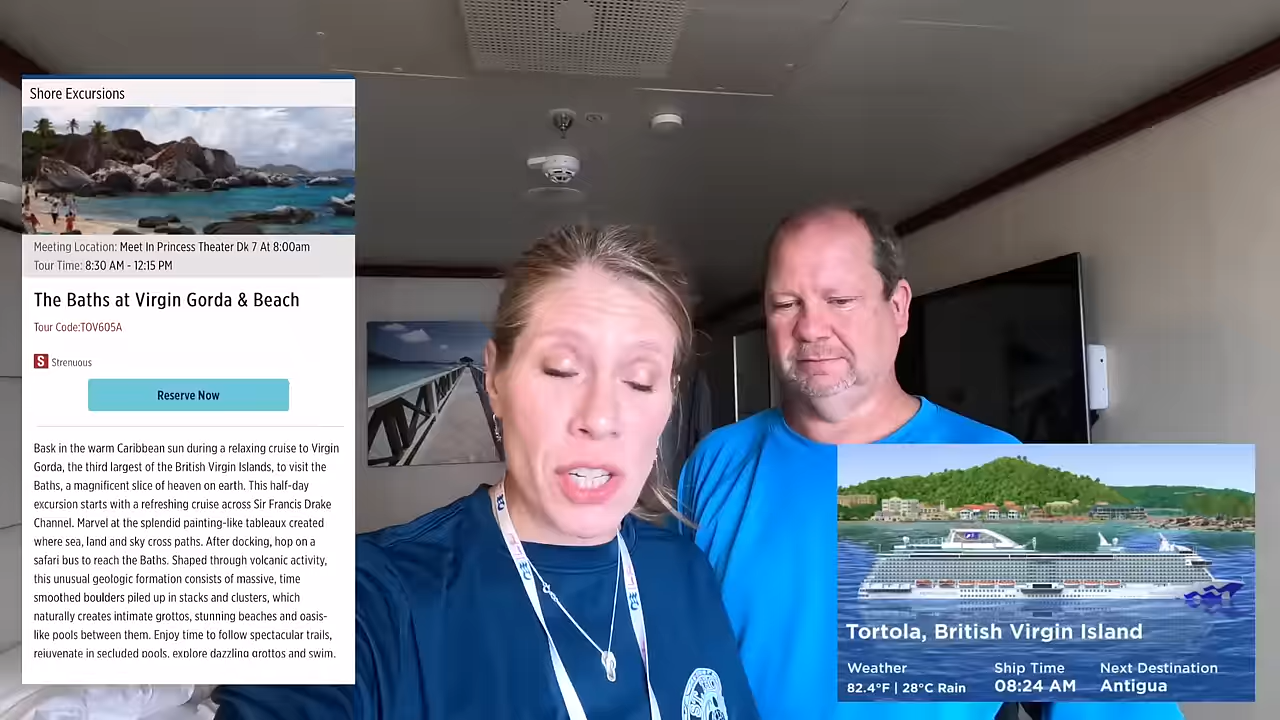 Shore Excursions
Meeting Location: Meet In Princess Theater Dk 7 At 8:00am
Tour Time: 8:30 AM - 12:15 PM
The Baths at Virgin Gorda & Beach
Tour Code:TOV605A
S Strenuous
Reserve Now
Bask in the warm Caribbean sun during a relaxing cruise to Virgin
Gorda, the third largest of the British Virgin Islands, to visit the
Baths, a magnificent slice of heaven on earth. This half-day
excursion starts with a refreshing cruise across Sir Francis Drake
Channel. Marvel at the splendid painting-like tableau created
where sea, land and sky cross paths. After docking, hop on a
safari bus to reach the Baths. Shaped through volcanic activity,
this unusual geologic formation consists of massive, time
smoothed boulders piled up in stacks and clusters, which
naturally creates intimate grottos, stunning beaches and oasis-
like pools between them. Enjoy time to follow spectacular trails,
rejuvenate in secluded pools, explore dazzling grottos and swim.
Tortola, British Virgin Island
Weather
82.4°F | 28°C Rain
Ship Time
08:24 AM
Next Destination
Antigua